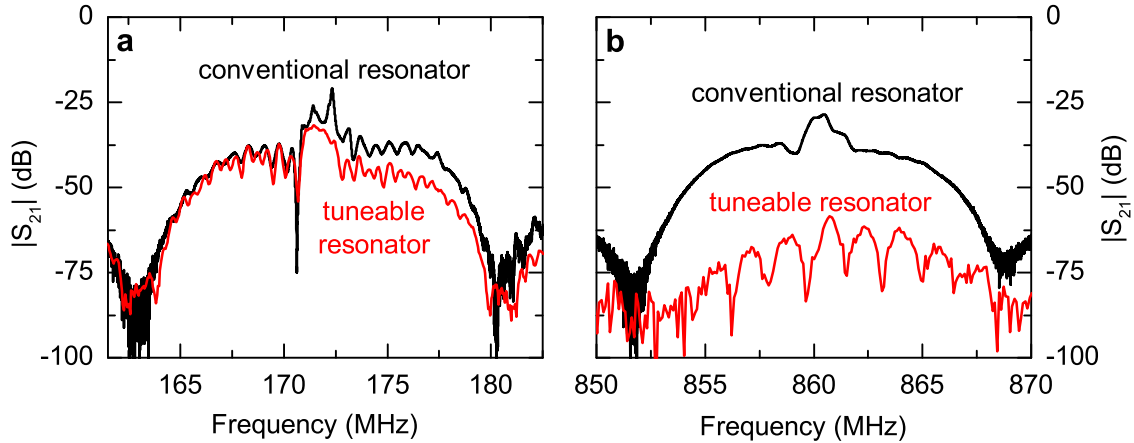 a
conventional resonator
tuneable
resonator
0
-25
-50
-75
-100
|S21| (dB)
165
170
175
180
Frequency (MHz)
b
conventional resonator
tuneable resonator
0
-25
-50
-75
-100
|S21| (dB)
850
855
860
865
870
Frequency (MHz)